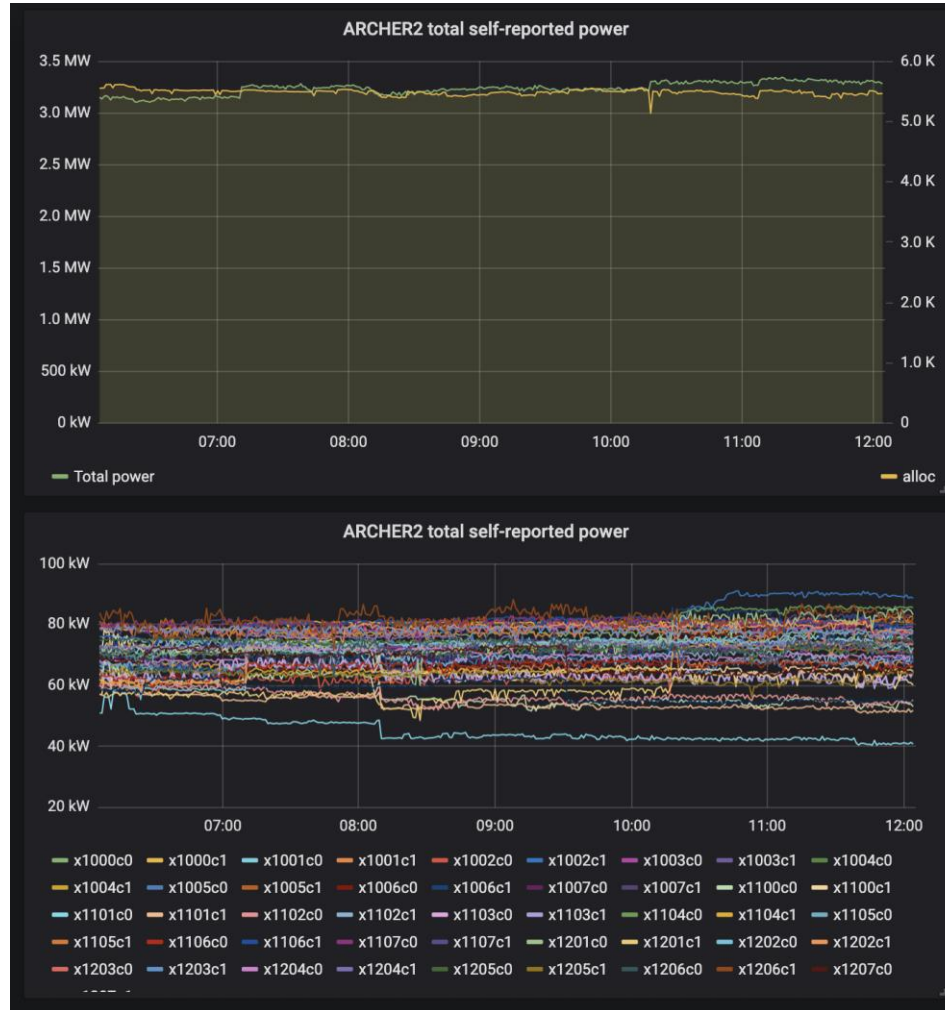 ARCHER2 total self-reported power
3.5 MW 6.0 K
3.0 MW 5.0 K
2.5 MW 4.0 K
2.0 MW 3.0 K
1.5 MW 2.0 K
1.0 MW 1.0 K
500 kW
0 kW 0
07:00 08:00 09:00 10:00 11:00 12:00
Total power alloc
ARCHER2 total self-reported power
100 kW
80 kW
60 kW
40 kW
20 kW
07:00 08:00 09:00 10:00 11:00 12:00
x1000c0 x1000c1 x1001c0 x1001c1 x1002c0 x1002c1 x1003c0 x1003c1 x1004c0
x1004c1 x1005c0 x1005c1 x1006c0 x1006c1 x1007c0 x1007c1 x1100c0 x1100c1
x1101c0 x1101c1 x1102c0 x1102c1 x1103c0 x1103c1 x1104c0 x1104c1 x1105c0
x1105c1 x1106c0 x1106c1 x1107c0 x1107c1 x1201c0 x1201c1 x1202c0 x1202c1
x1203c0 x1203c1 x1204c0 x1204c1 x1205c0 x1205c1 x1206c0 x1206c1 x1207c0